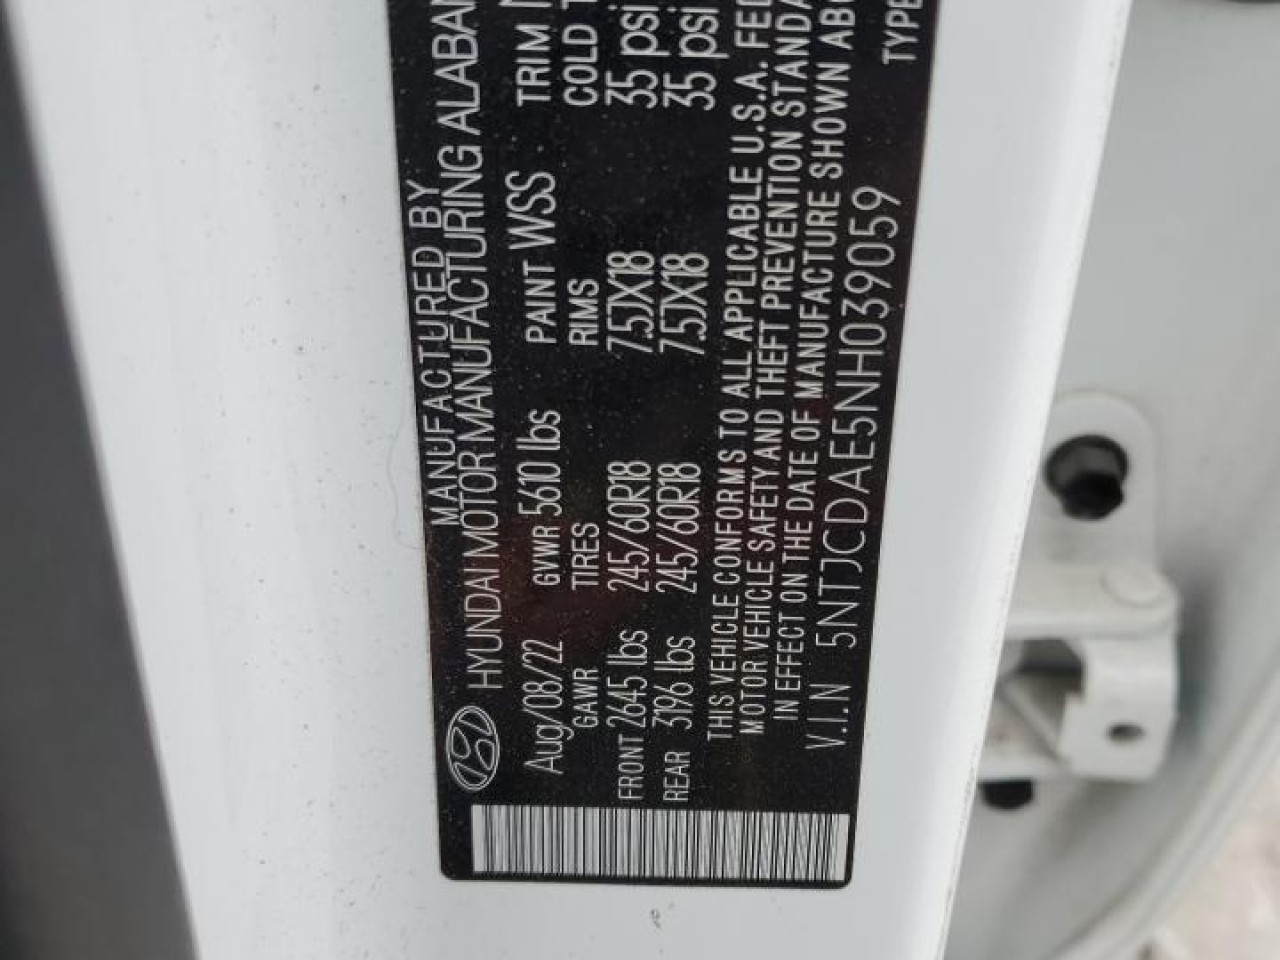 MANUFACTURED BY
HYUNDAI MOTOR MANUFACTURING ALABAM
Aug/08/22 GVWR 5610 lbs PAINT WSS TRIM
GAWR TIRES RIMS COLD
FRONT 2645 lbs 245/60R18 7.5JX18 35 psi
REAR 3196 lbs 245/60R18 7.5JX18 35 psi
THIS VEHICLE CONFORMS TO ALL APPLICABLE U.S.A. FED
MOTOR VEHICLE SAFETY AND THEFT PREVENTION STANDA
IN EFFECT ON THE DATE OF MANUFACTURE SHOWN ABO
V.I.N 5NTJCDAE5NH039059 TYPE